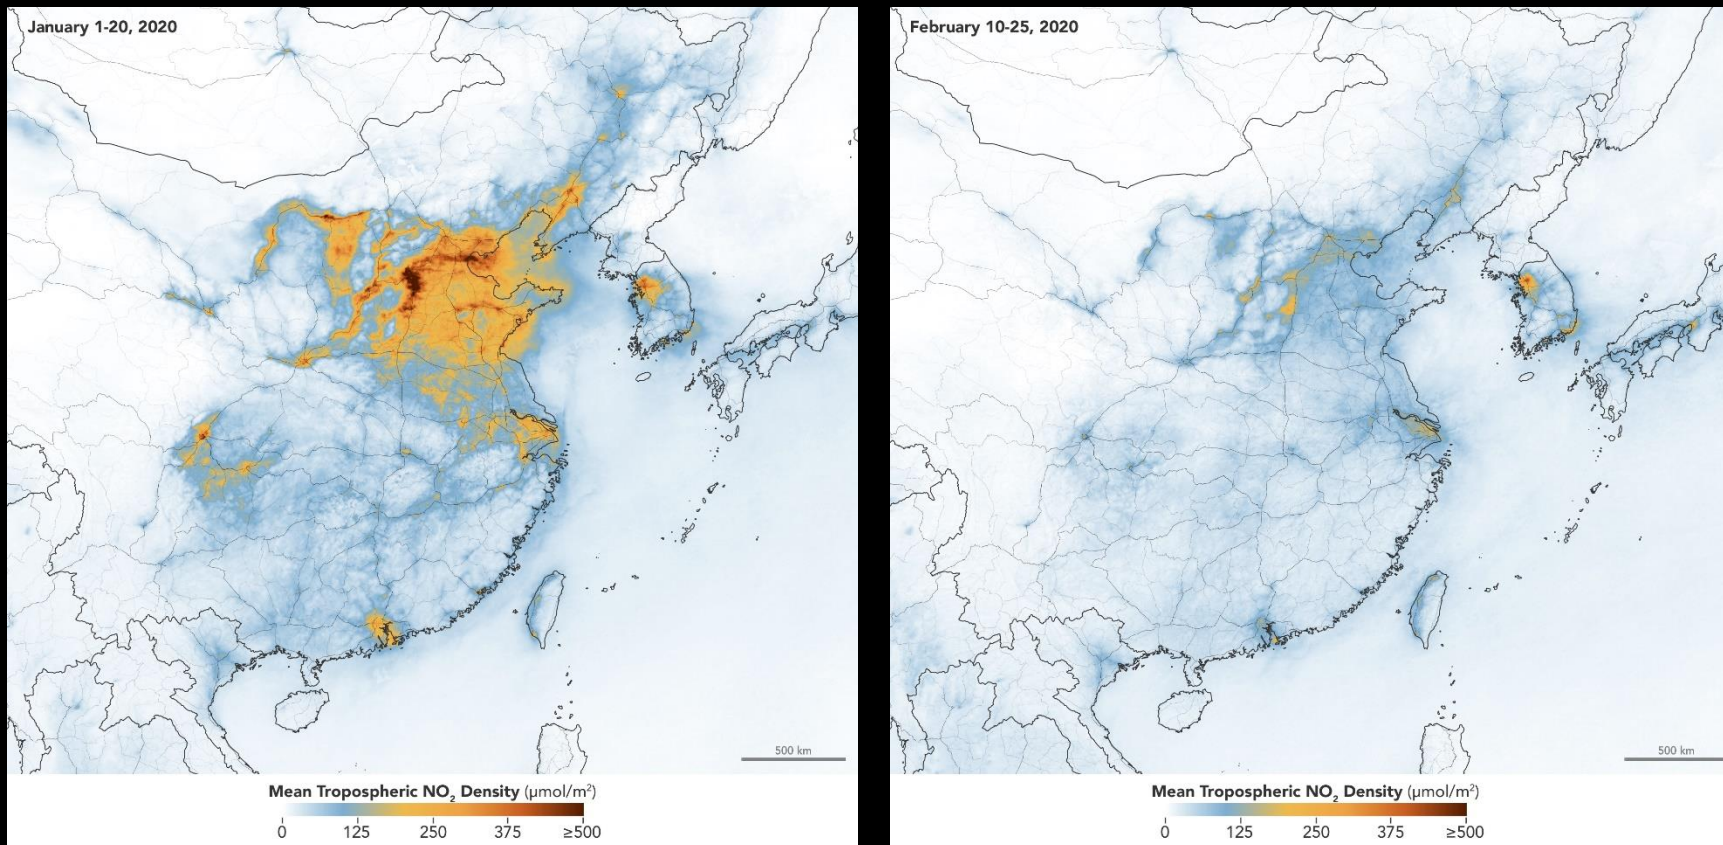 January 1-20, 2020
500 km
Mean Tropospheric NO₂ Density (µmol/m²)
0 125 250 375 ≥500
February 10-25, 2020
500 km
Mean Tropospheric NO₂ Density (µmol/m²)
0 125 250 375 ≥500